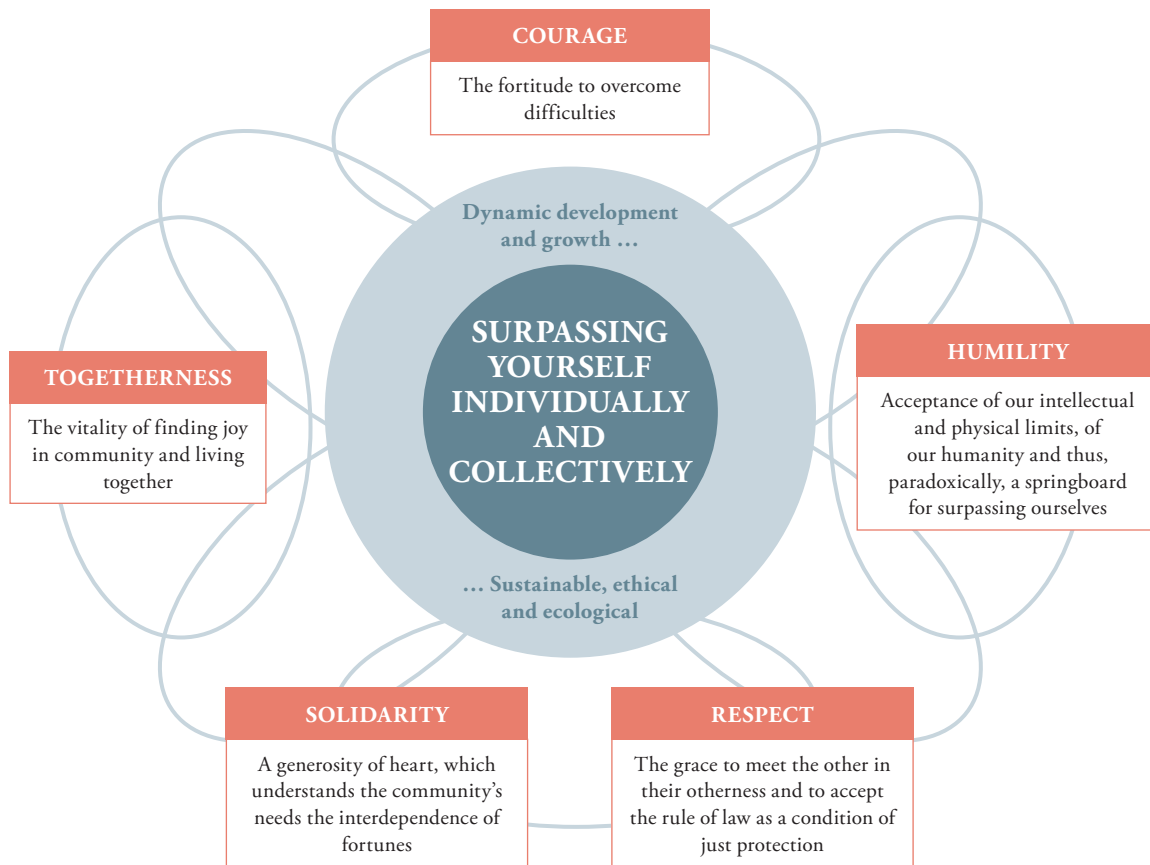 COURAGE
The fortitude to overcome
difficulties
Dynamic development
and growth …
SURPASSING
YOURSELF
INDIVIDUALLY
AND
COLLECTIVELY
… Sustainable, ethical
and ecological
TOGETHERNESS
The vitality of finding joy
in community and living
together
HUMILITY
Acceptance of our intellectual
and physical limits, of
our humanity and thus,
paradoxically, a springboard
for surpassing ourselves
SOLIDARITY
A generosity of heart, which
understands the community’s
needs the interdependence of
fortunes
RESPECT
The grace to meet the other in
their otherness and to accept
the rule of law as a condition of
just protection